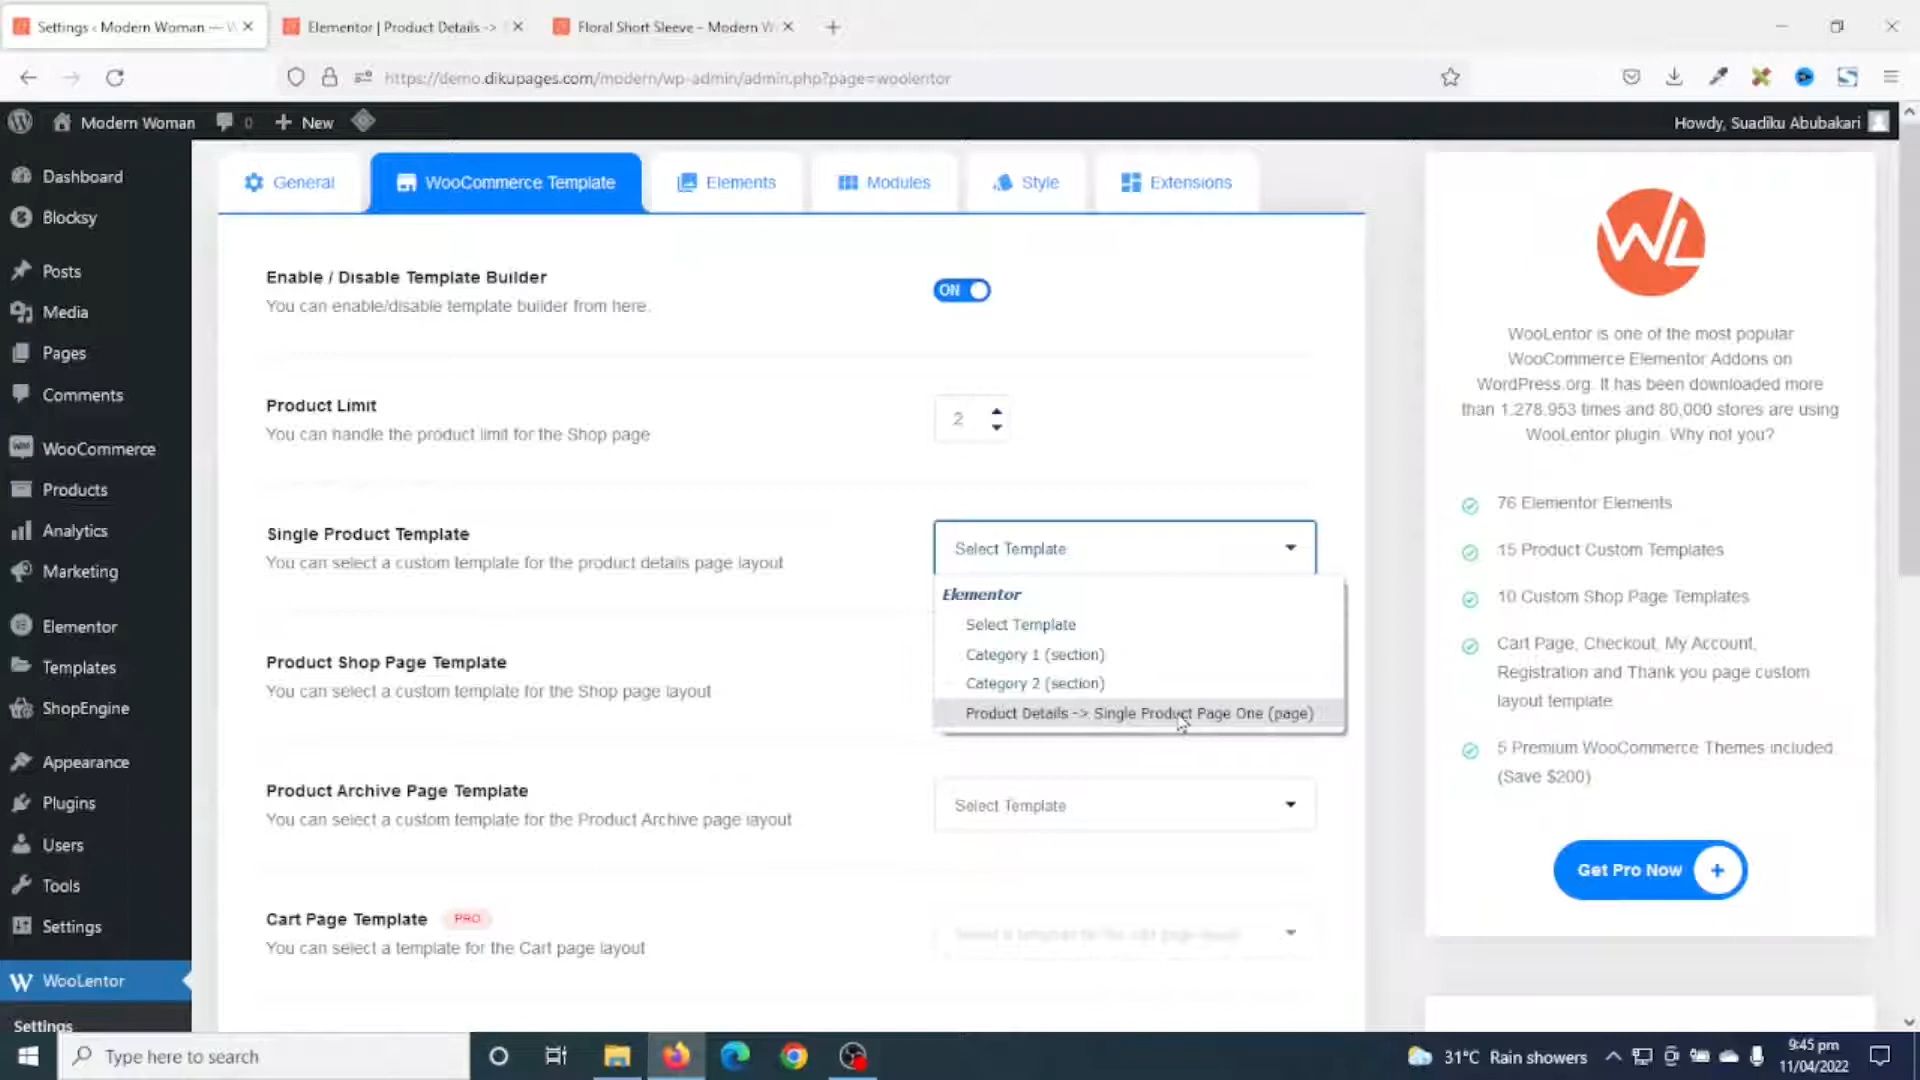 Settings ‹ Modern Woman — W
Elementor | Product Details ->
Floral Short Sleeve – Modern W
https://demo.dikupages.com/modern/wp-admin/admin.php?page=woolentor
Modern Woman
0
New
Howdy, Suadiku Abubakari
Dashboard
Blocksy
Posts
Media
Pages
Comments
WooCommerce
Products
Analytics
Marketing
Elementor
Templates
ShopEngine
Appearance
Plugins
Users
Tools
Settings
WooLentor
Settings
General
WooCommerce Template
Elements
Modules
Style
Extensions
Enable / Disable Template Builder
You can enable/disable template builder from here.
ON
Product Limit
You can handle the product limit for the Shop page
2
Single Product Template
You can select a custom template for the product details page layout
Select Template
Elementor
Select Template
Category 1 (section)
Category 2 (section)
Product Details -> Single Product Page One (page)
Product Shop Page Template
You can select a custom template for the Shop page layout
Product Archive Page Template
You can select a custom template for the Product Archive page layout
Select Template
Cart Page Template PRO
You can select a template for the Cart page layout
WL
WooLentor is one of the most popular
WooCommerce Elementor Addons on
WordPress.org. It has been downloaded more
than 1,278,953 times and 80,000 stores are using
WooLentor plugin. Why not you?
76 Elementor Elements
15 Product Custom Templates
10 Custom Shop Page Templates
Cart Page, Checkout, My Account,
Registration and Thank you page custom
layout template
5 Premium WooCommerce Themes included
(Save $200)
Get Pro Now
Type here to search
31°C Rain showers
9:45 pm
11/04/2022